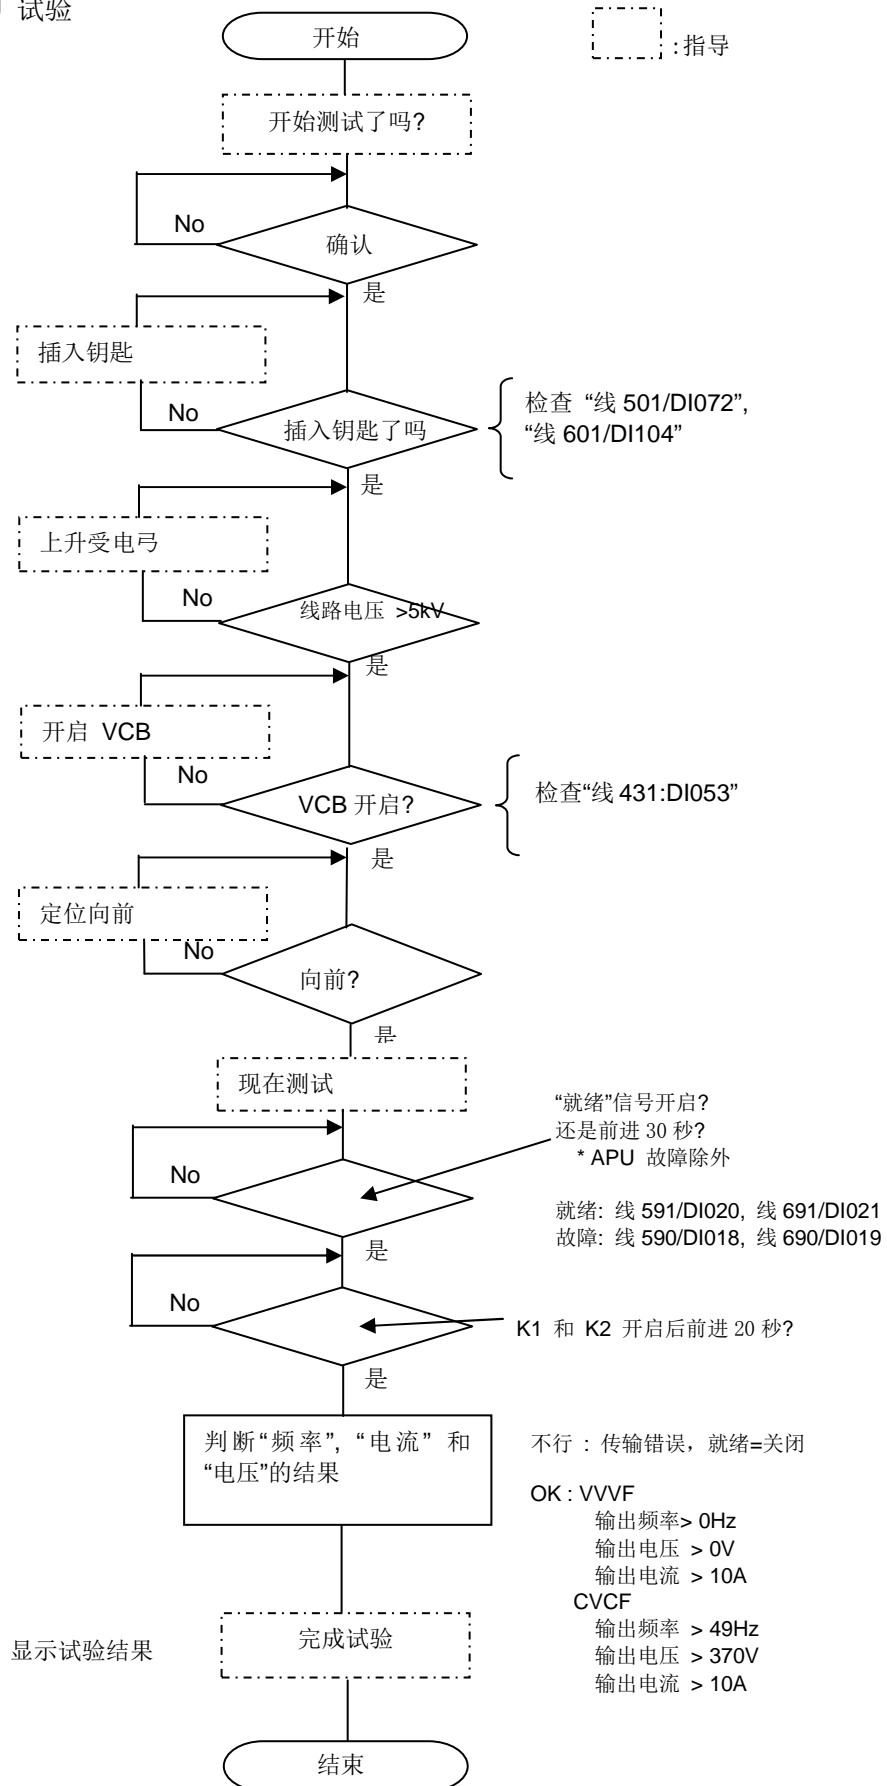 试验
开始
:指导
开始测试了吗?
No
确认
是
插入钥匙
No
插入钥匙了吗
检查 “线 501/DI072”,
“线 601/DI104”
是
上升受电弓
No
线路电压 >5kV
是
开启 VCB
No
VCB 开启?
检查“线 431:DI053”
是
定位向前
No
向前?
是
现在测试
“就绪”信号开启?
还是前进 30 秒?
* APU 故障除外
No
就绪: 线 591/DI020, 线 691/DI021
故障: 线 590/DI018, 线 690/DI019
是
No
K1 和 K2 开启后前进 20 秒?
是
判断“频率”, “电流” 和
“电压”的结果
不行 : 传输错误，就绪=关闭
OK : VVVF
输出频率> 0Hz
输出电压 > 0V
输出电流 > 10A
CVCF
输出频率 > 49Hz
输出电压 > 370V
输出电流 > 10A
完成试验
显示试验结果
结束